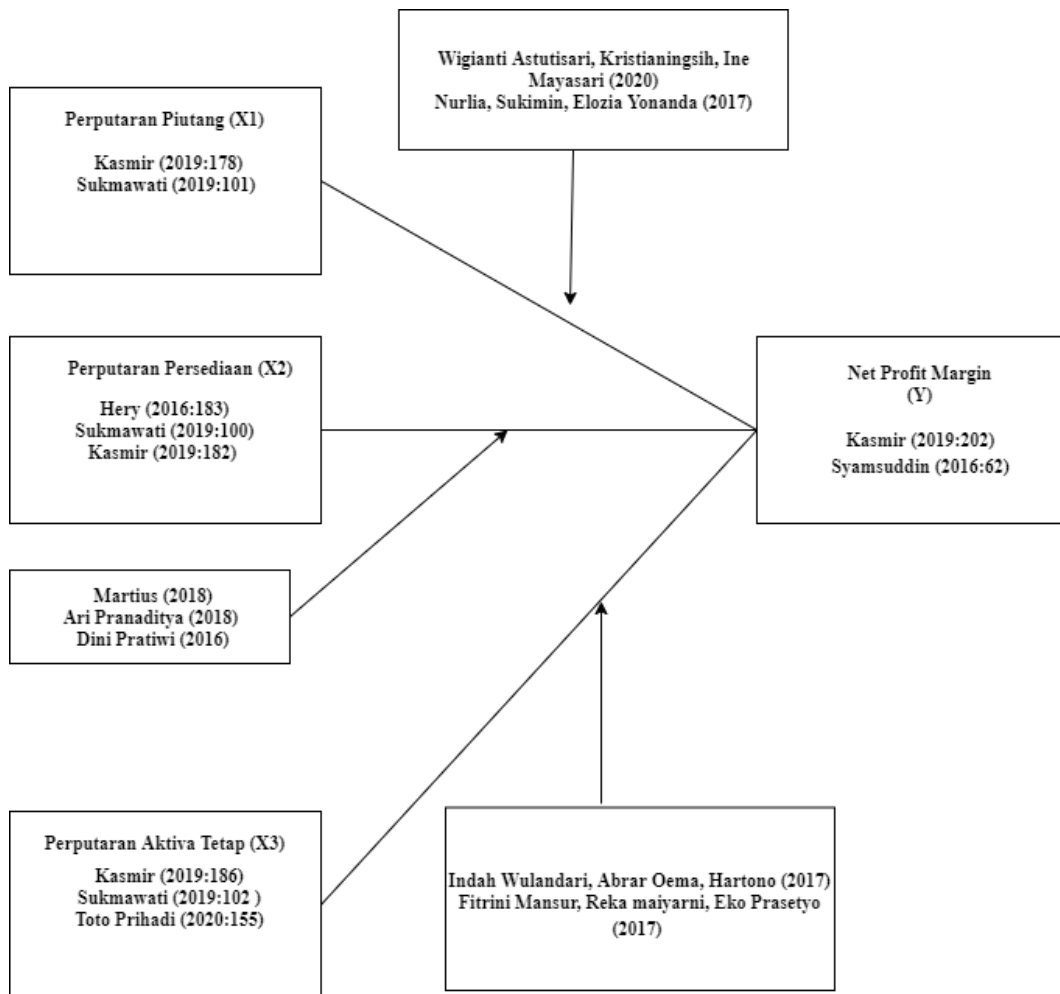 Wigianti Astutisari, Kristianingsih, Ine
Mayasari (2020)
Nurlia, Sukimin, Elozia Yonanda (2017)
Perputaran Piutang (X1)
Kasmir (2019:178)
Sukmawati (2019:101)
Perputaran Persediaan (X2)
Hery (2016:183)
Sukmawati (2019:100)
Kasmir (2019:182)
Net Profit Margin
(Y)
Kasmir (2019:202)
Syamsuddin (2016:62)
Martius (2018)
Ari Pranaditya (2018)
Dini Pratiwi (2016)
Perputaran Aktiva Tetap (X3)
Kasmir (2019:186)
Sukmawati (2019:102 )
Toto Prihadi (2020:155)
Indah Wulandari, Abrar Oema, Hartono (2017)
Fitrini Mansur, Reka maiyarni, Eko Prasetyo
(2017)